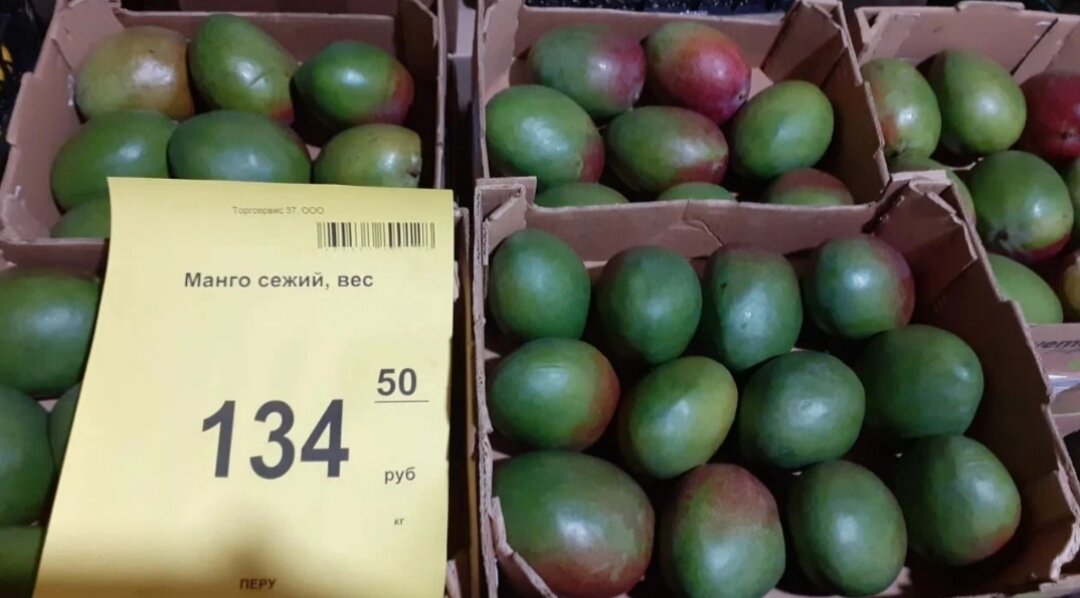 Торгсервис 37, ООО
Манго сежий, вес
134
50
руб
кг
ПЕРУ